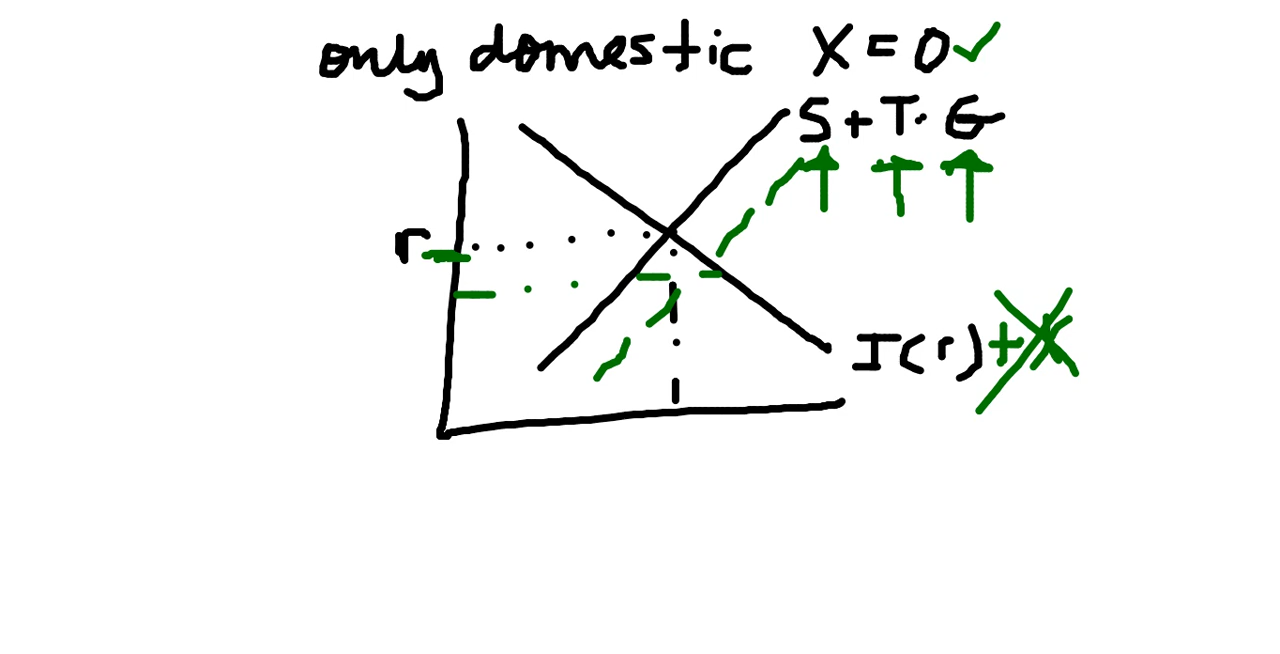 only domestic X = 0 ✓
S + T · G
↑ ↑ ↑
r
I(r) + X